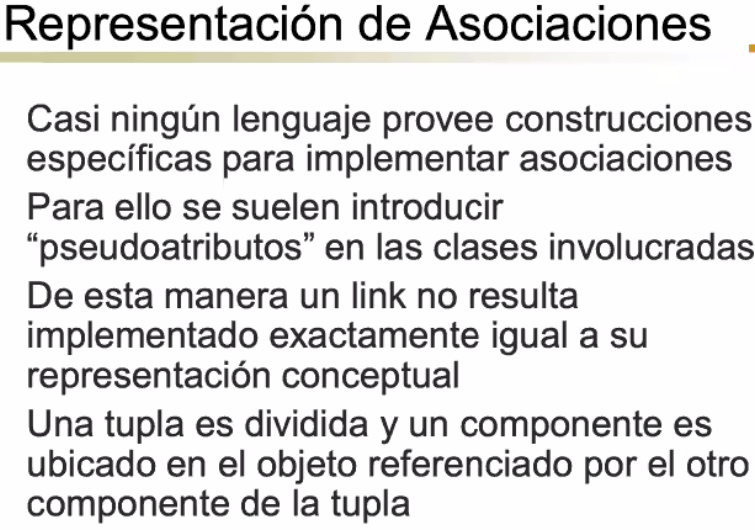 Representación de Asociaciones
Casi ningún lenguaje provee construcciones
específicas para implementar asociaciones
Para ello se suelen introducir
“pseudoatributos” en las clases involucradas
De esta manera un link no resulta
implementado exactamente igual a su
representación conceptual
Una tupla es dividida y un componente es
ubicado en el objeto referenciado por el otro
componente de la tupla